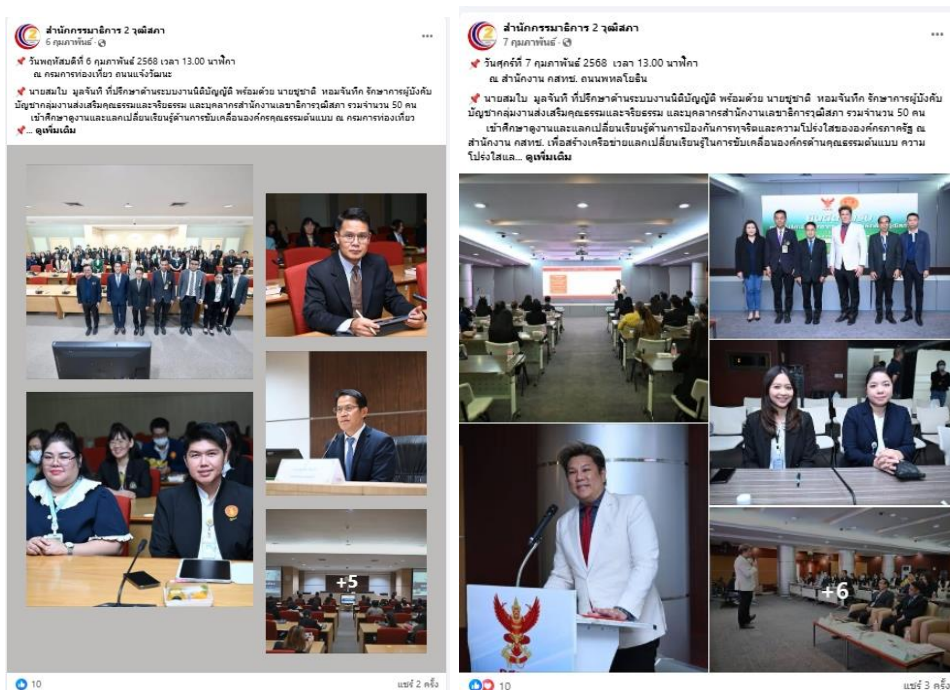 สำนักกรรมาธิการ 2 วุฒิสภา
6 กุมภาพันธ์
วันพฤหัสบดีที่ 6 กุมภาพันธ์ 2568 เวลา 13.00 นาฬิกา
ณ กรมการท่องเที่ยว ถนนแจ้งวัฒนะ
นายสมใบ มูลจันที ที่ปรึกษาด้านระบบงานนิติบัญญัติ พร้อมด้วย นายชูชาติ หอมจันทึก รักษาการผู้บังคับ
บัญชากลุ่มงานส่งเสริมคุณธรรมและจริยธรรม และบุคลากรสำนักงานเลขาธิการวุฒิสภา รวมจำนวน 50 คน
เข้าศึกษาดูงานและแลกเปลี่ยนเรียนรู้ด้านการขับเคลื่อนองค์กรคุณธรรมต้นแบบ ณ กรมการท่องเที่ยว
... ดูเพิ่มเติม
+5
10
แชร์ 2 ครั้ง
สำนักกรรมาธิการ 2 วุฒิสภา
7 กุมภาพันธ์
วันศุกร์ที่ 7 กุมภาพันธ์ 2568 เวลา 13.00 นาฬิกา
ณ สำนักงาน กสทช. ถนนพหลโยธิน
นายสมใบ มูลจันที ที่ปรึกษาด้านระบบงานนิติบัญญัติ พร้อมด้วย นายชูชาติ หอมจันทึก รักษาการผู้บังคับ
บัญชากลุ่มงานส่งเสริมคุณธรรมและจริยธรรม และบุคลากรสำนักงานเลขาธิการวุฒิสภา รวมจำนวน 50 คน
เข้าศึกษาดูงานและแลกเปลี่ยนเรียนรู้ด้านการป้องกันการทุจริตและความโปร่งใสขององค์กรภาครัฐ ณ
สำนักงาน กสทช. เพื่อสร้างเครือข่ายแลกเปลี่ยนเรียนรู้ในการขับเคลื่อนองค์กรด้านคุณธรรมต้นแบบ ความ
โปร่งใสแล... ดูเพิ่มเติม
+6
10
แชร์ 3 ครั้ง